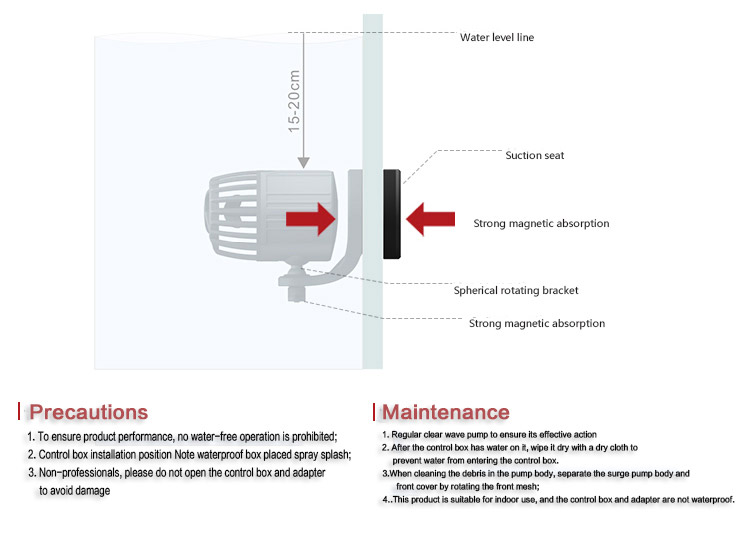 Water level line
15-20cm
Suction seat
Strong magnetic absorption
Spherical rotating bracket
Strong magnetic absorption
Precautions
1. To ensure product performance, no water-free operation is prohibited;
2. Control box installation position Note waterproof box placed spray splash;
3. Non-professionals, please do not open the control box and adapter
to avoid damage
Maintenance
1. Regular clear wave pump to ensure its effective action
2. After the control box has water on it, wipe it dry with a dry cloth to
prevent water from entering the control box.
3.When cleaning the debris in the pump body, separate the surge pump body and
front cover by rotating the front mesh;
4..This product is suitable for indoor use, and the control box and adapter are not waterproof.